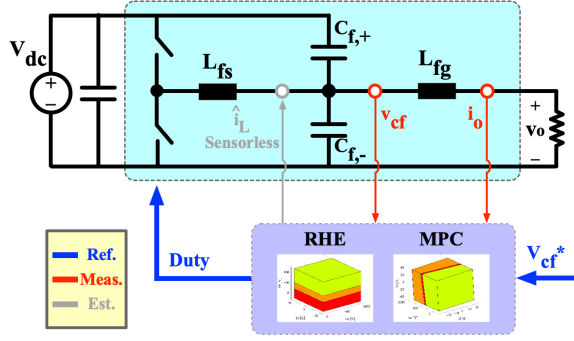 V_dc
+
−
L_fs
C_f,+
C_f,-
L_fg
î_L
Sensorless
v_cf
i_o
+
v_o
−
RHE
MPC
V_cf*
Duty
Ref.
Meas.
Est.